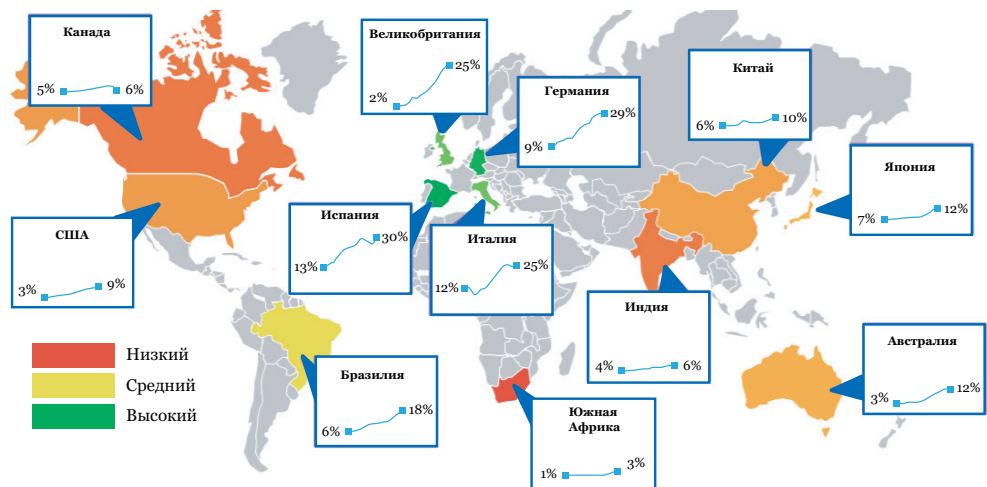 Канада
5% 6%
Великобритания
2% 25%
Германия
9% 29%
Китай
6% 10%
Япония
7% 12%
США
3% 9%
Испания
13% 30%
Италия
12% 25%
Индия
4% 6%
Австралия
3% 12%
Бразилия
6% 18%
Южная
Африка
1% 3%
Низкий
Средний
Высокий